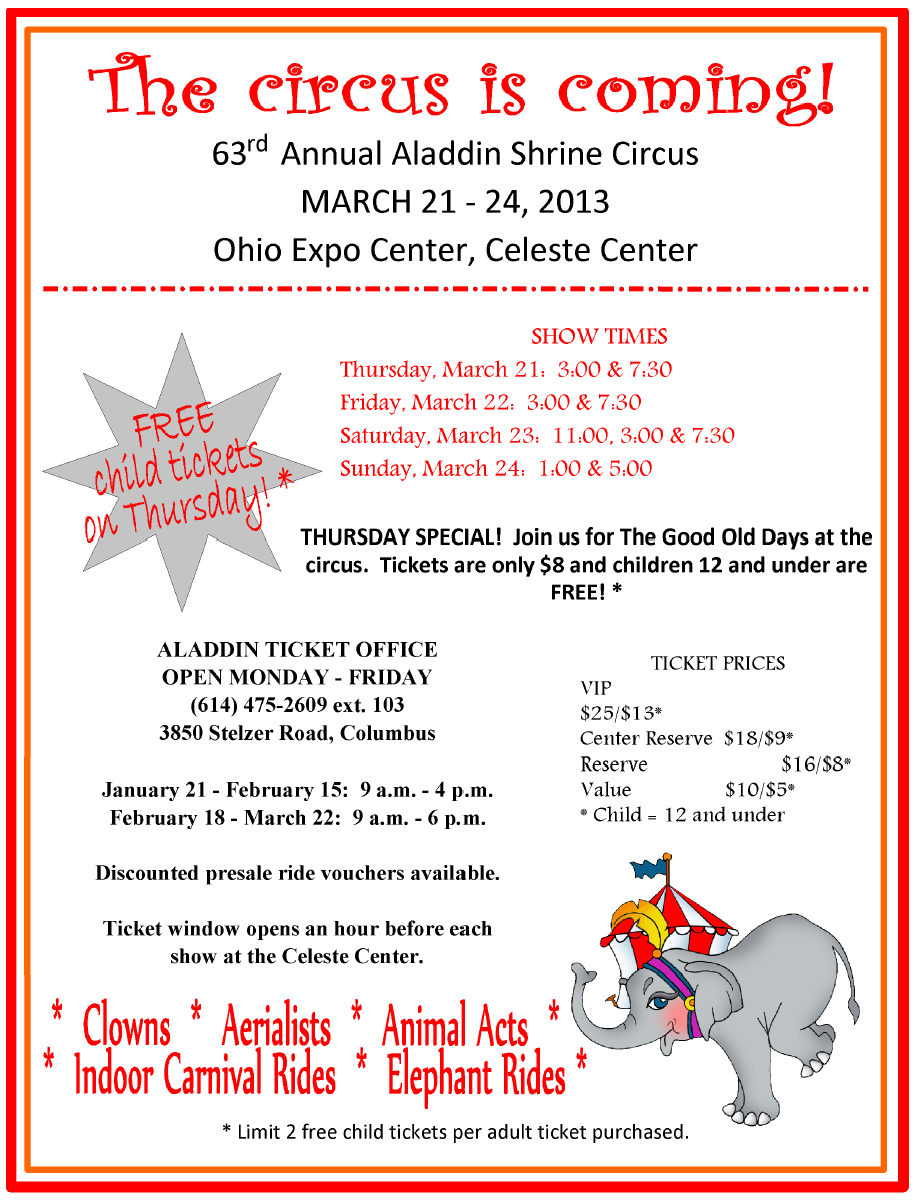 The circus is coming!
63rd Annual Aladdin Shrine Circus
MARCH 21 - 24, 2013
Ohio Expo Center, Celeste Center
FREE
child tickets
on Thursday! *
SHOW TIMES
Thursday, March 21: 3:00 & 7:30
Friday, March 22: 3:00 & 7:30
Saturday, March 23: 11:00, 3:00 & 7:30
Sunday, March 24: 1:00 & 5:00
THURSDAY SPECIAL! Join us for The Good Old Days at the
circus. Tickets are only $8 and children 12 and under are
FREE! *
ALADDIN TICKET OFFICE
OPEN MONDAY - FRIDAY
(614) 475-2609 ext. 103
3850 Stelzer Road, Columbus
January 21 - February 15: 9 a.m. - 4 p.m.
February 18 - March 22: 9 a.m. - 6 p.m.
Discounted presale ride vouchers available.
Ticket window opens an hour before each
show at the Celeste Center.
TICKET PRICES
VIP
$25/$13*
Center Reserve $18/$9*
Reserve $16/$8*
Value $10/$5*
* Child = 12 and under
* Clowns * Aerialists * Animal Acts *
* Indoor Carnival Rides * Elephant Rides *
* Limit 2 free child tickets per adult ticket purchased.